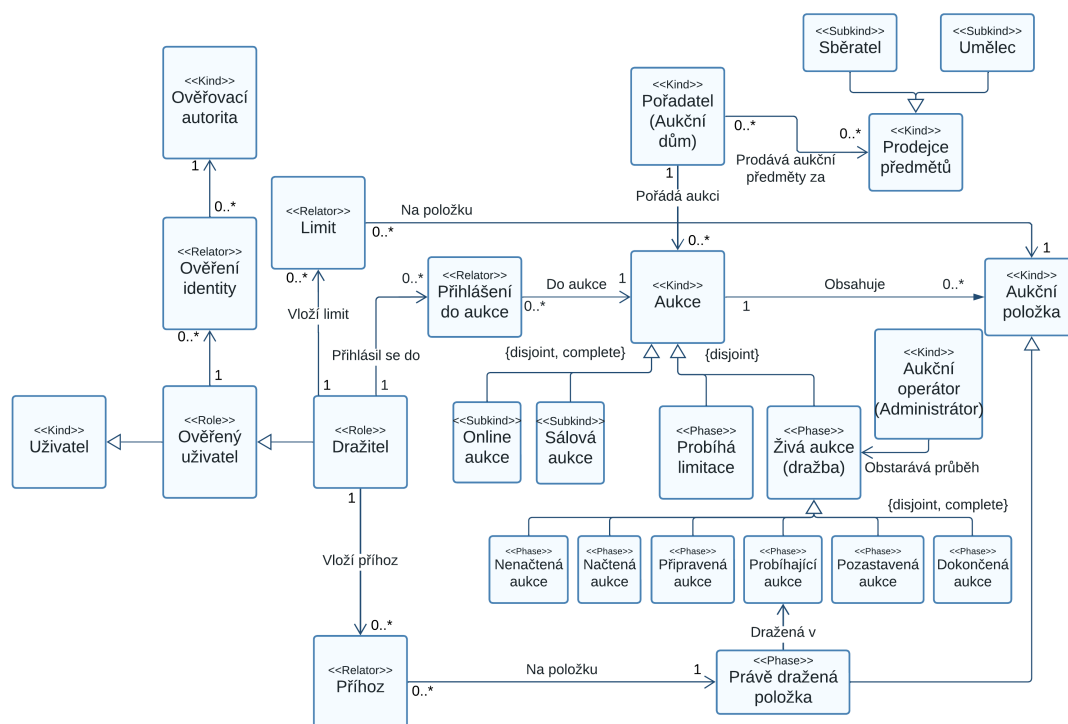 <<Subkind>>
Sběratel
<<Subkind>>
Umělec
<<Kind>>
Ověřovací
autorita
<<Kind>>
Pořadatel
(Aukční
dům)
0..*
0..*
<<Kind>>
Prodejce
předmětů
Prodává aukční
předměty za
1
0..*
1
Pořádá aukci
<<Relator>>
Limit
0..*
Na položku
0..*
1
<<Relator>>
Ověření
identity
0..*
<<Relator>>
Přihlášení
do aukce
0..*
0..*
Do aukce
1
<<Kind>>
Aukce
1
Obsahuje
0..*
<<Kind>>
Aukční
položka
Vloží limit
0..*
1
Přihlásil se do
1
1
{disjoint, complete}
{disjoint}
<<Kind>>
Aukční
operátor
(Administrátor)
<<Kind>>
Uživatel
<<Role>>
Ověřený
uživatel
<<Role>>
Dražitel
1
<<Subkind>>
Online
aukce
<<Subkind>>
Sálová
aukce
<<Phase>>
Probíhá
limitace
<<Phase>>
Živá aukce
(dražba)
Obstarává průběh
{disjoint, complete}
Vloží příhoz
<<Phase>>
Nenačtená
aukce
<<Phase>>
Načtená
aukce
<<Phase>>
Připravená
aukce
<<Phase>>
Probíhající
aukce
<<Phase>>
Pozastavená
aukce
<<Phase>>
Dokončená
aukce
0..*
Dražená v
<<Relator>>
Příhoz
0..*
Na položku
1
<<Phase>>
Právě dražená
položka